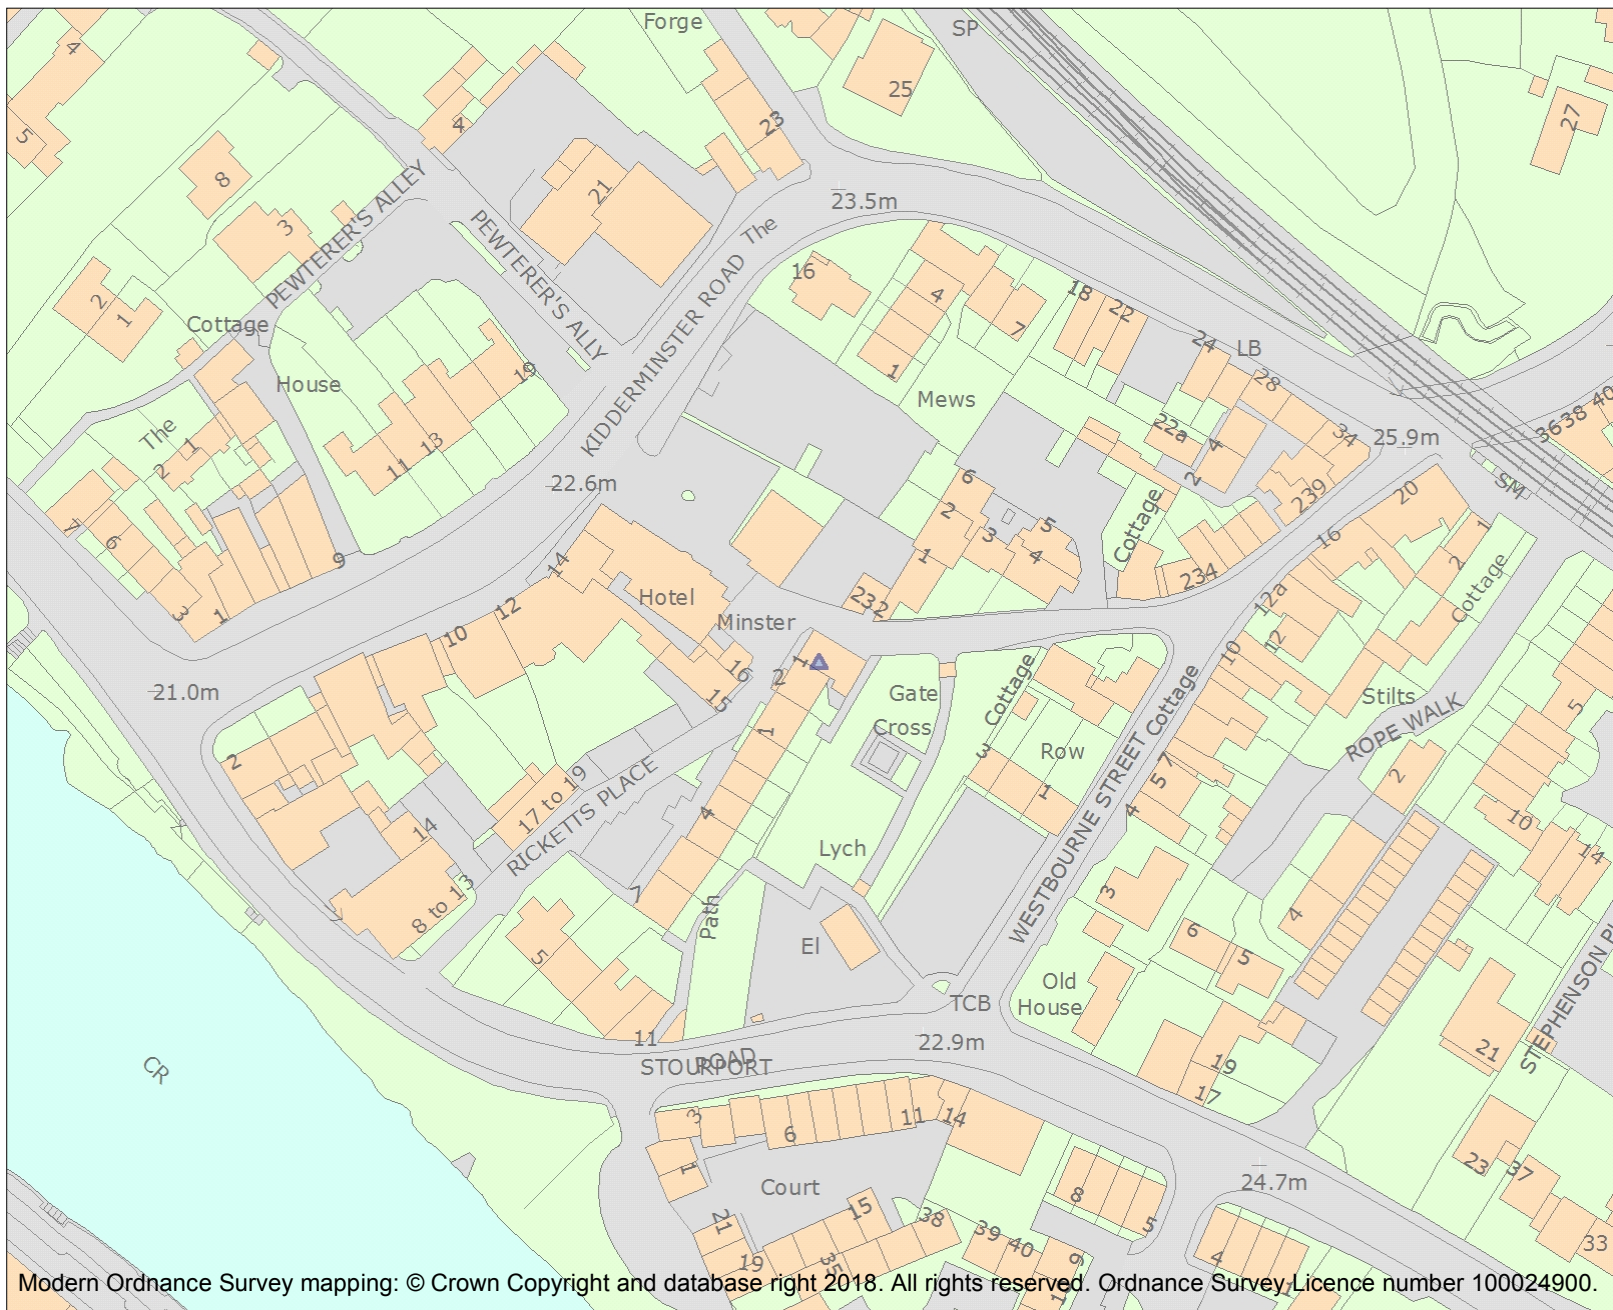 Forge
SP
4
25
5
4
23
27
8
21
PEWTERER'S ALLEY
3
23.5m
PEWTERER'S ALLY
The
KIDDERMINSTER ROAD
16
2
1
4
18
22
7
Cottage
24
LB
House
19
1
28
Mews
36
38
40
The
1
2
13
11
22a
4
34
25.9m
6
2
20
22.6m
239
SM
7
6
2
5
3
Cottage
16
1
9
14
1
4
2
3
1
12
Hotel
232
234
12a
Cottage
10
Minster
12
10
1
16
2
21.0m
15
Gate
Cottage
Cottage
Stilts
5
Cross
1
3
Row
ROPE WALK
2
17 to 19
7
5
2
1
WESTBOURNE STREET
RICKETTS PLACE
4
4
10
14
Lych
14
8 to 13
7
3
7
Path
4
El
6
5
5
Old
House
TCB
11
22.9m
STEPHENSON PL
21
ROAD
STOURPORT
CR
19
17
3
6
11
14
1
24.7m
23
37
Court
8
15
38
5
21
39
40
33
19
35
9
4
10
1
Modern Ordnance Survey mapping: © Crown Copyright and database right 2018. All rights reserved. Ordnance Survey Licence number 100024900.